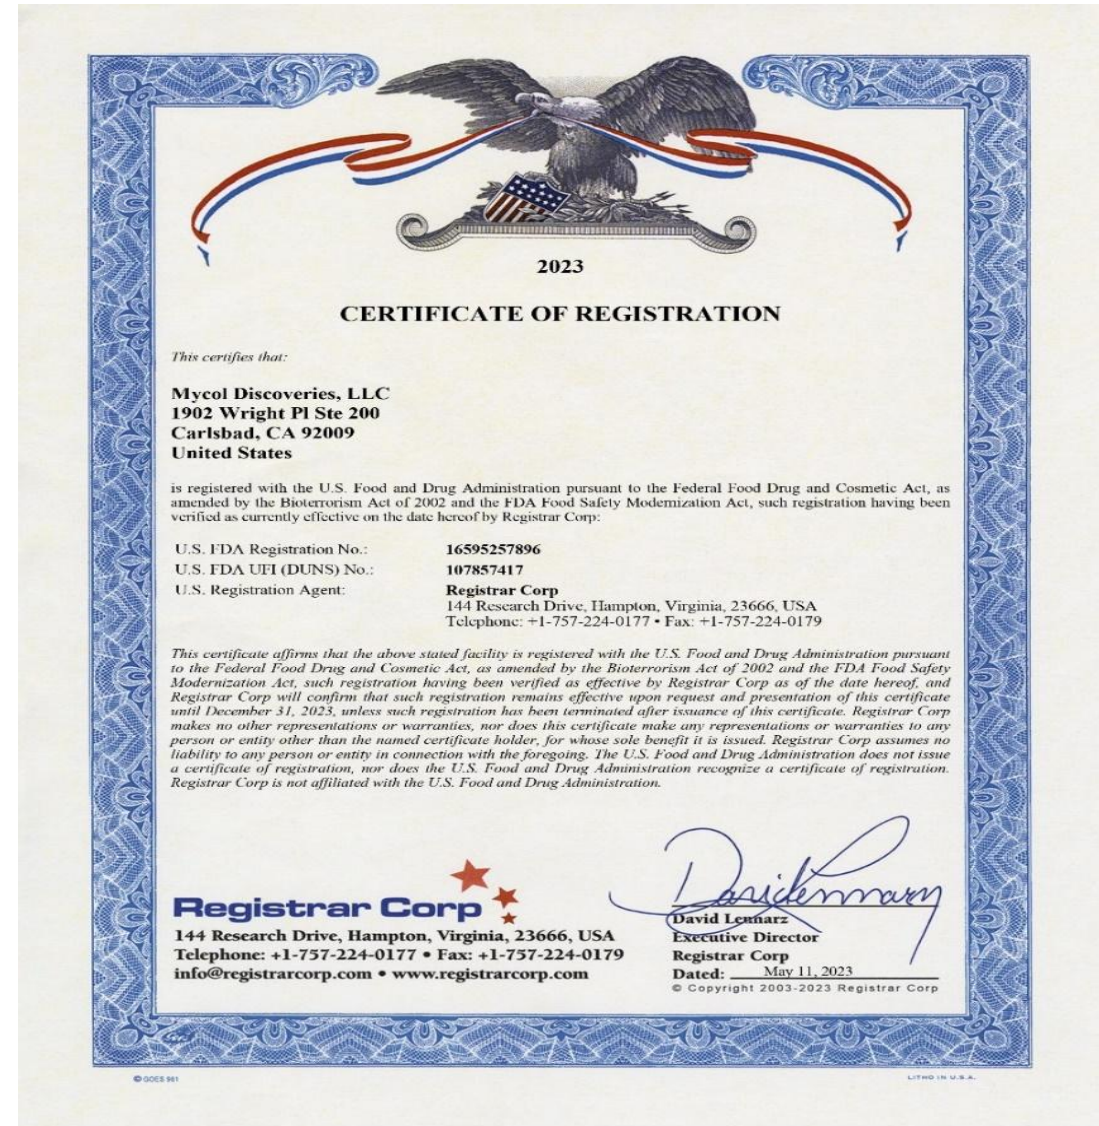 2023
CERTIFICATE OF REGISTRATION
This certifies that:
Mycol Discoveries, LLC
1902 Wright Pl Ste 200
Carlsbad, CA 92009
United States
is registered with the U.S. Food and Drug Administration pursuant to the Federal Food Drug and Cosmetic Act, as
amended by the Bioterrorism Act of 2002 and the FDA Food Safety Modernization Act, such registration having been
verified as currently effective on the date hereof by Registrar Corp:
U.S. FDA Registration No.: 16595257896
U.S. FDA UFI (DUNS) No.: 107857417
U.S. Registration Agent: Registrar Corp
144 Research Drive, Hampton, Virginia, 23666, USA
Telephone: +1-757-224-0177 • Fax: +1-757-224-0179
This certificate affirms that the above stated facility is registered with the U.S. Food and Drug Administration pursuant
to the Federal Food Drug and Cosmetic Act, as amended by the Bioterrorism Act of 2002 and the FDA Food Safety
Modernization Act, such registration having been verified as effective by Registrar Corp as of the date hereof, and
Registrar Corp will confirm that such registration remains effective upon request and presentation of this certificate
until December 31, 2023, unless such registration has been terminated after issuance of this certificate. Registrar Corp
makes no other representations or warranties, nor does this certificate make any representations or warranties to any
person or entity other than the named certificate holder, for whose sole benefit it is issued. Registrar Corp assumes no
liability to any person or entity in connection with the foregoing. The U.S. Food and Drug Administration does not issue
a certificate of registration, nor does the U.S. Food and Drug Administration recognize a certificate of registration.
Registrar Corp is not affiliated with the U.S. Food and Drug Administration.
Registrar Corp
144 Research Drive, Hampton, Virginia, 23666, USA
Telephone: +1-757-224-0177 • Fax: +1-757-224-0179
info@registrarcorp.com • www.registrarcorp.com
David Lennarz
David Lennarz
Executive Director
Registrar Corp
Dated: May 11, 2023
© Copyright 2003-2023 Registrar Corp
© GOES 981
LITHO IN U.S.A.